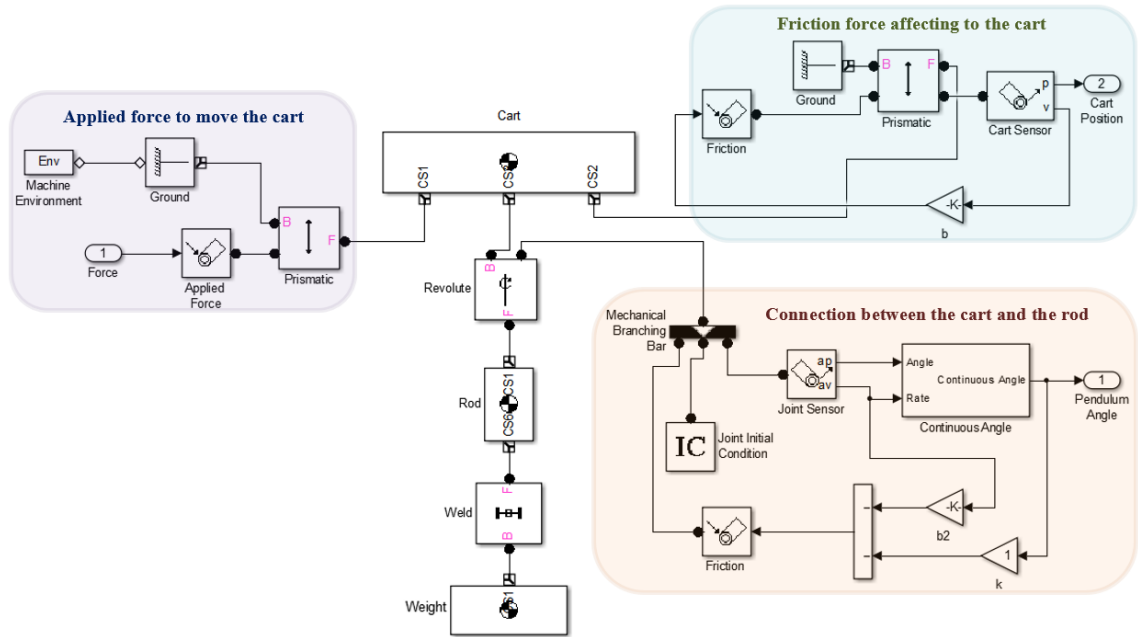 Friction force affecting to the cart
B
F
Ground
Prismatic
Friction
p
v
Cart Sensor
2
Cart
Position
-K-
b
Applied force to move the cart
Env
Machine
Environment
Ground
1
Force
Applied
Force
B
F
Prismatic
Cart
CS1
CS2
B
Revolute
F
CS1
Rod
CS6
F
Weld
B
Weight
Connection between the cart and the rod
Mechanical
Branching
Bar
ap
av
Joint Sensor
Angle
Continuous Angle
Rate
Continuous Angle
1
Pendulum
Angle
IC
Joint Initial
Condition
Friction
-K-
b2
1
k